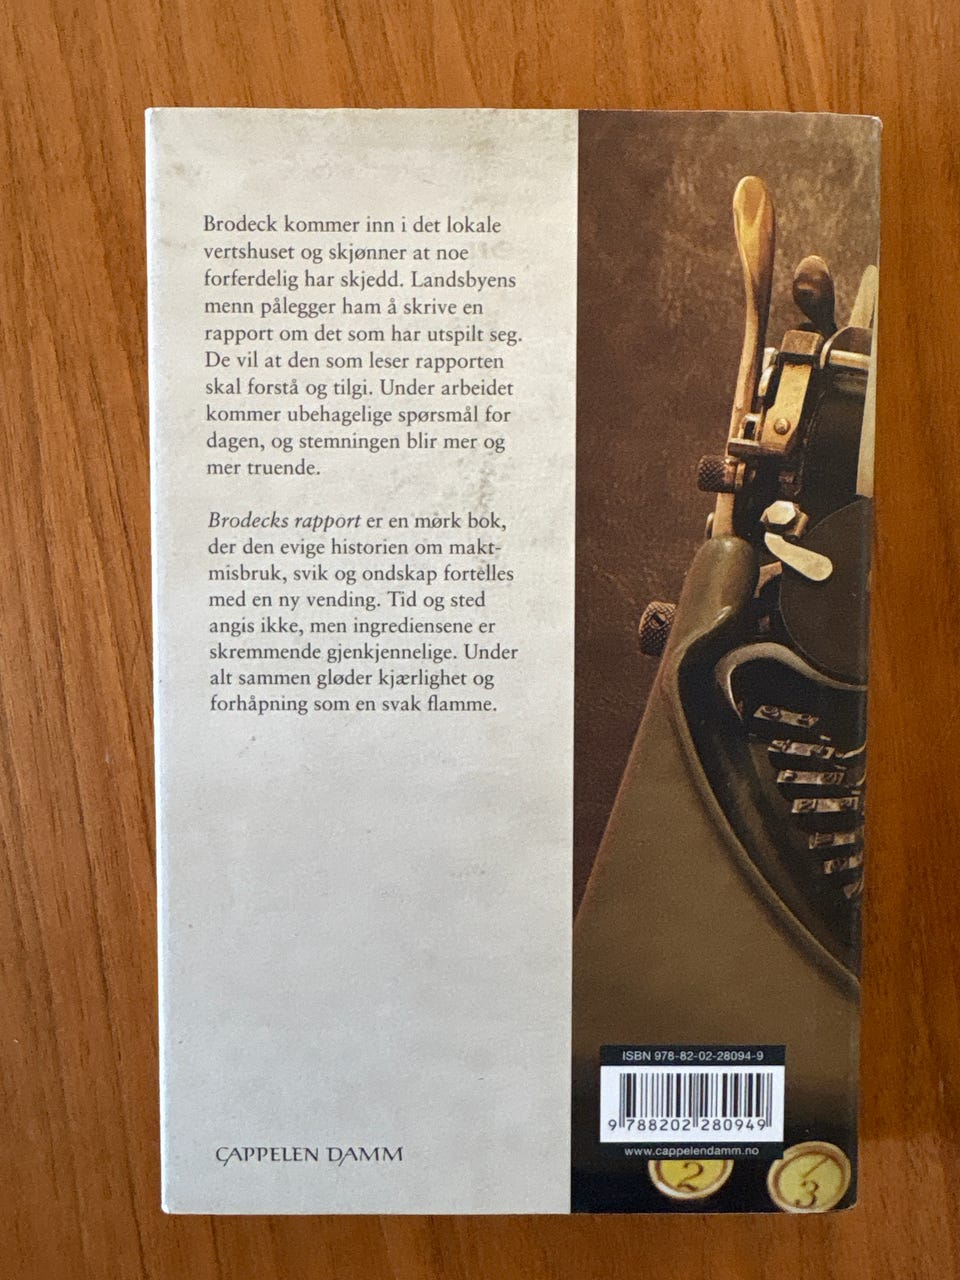 Brodeck kommer inn i det lokale
vertshuset og skjønner at noe
forferdelig har skjedd. Landsbyens
menn pålegger ham å skrive en
rapport om det som har utspilt seg.
De vil at den som leser rapporten
skal forstå og tilgi. Under arbeidet
kommer ubehagelige spørsmål for
dagen, og stemningen blir mer og
mer truende.
Brodecks rapport er en mørk bok,
der den evige historien om makt-
misbruk, svik og ondskap fortelles
med en ny vending. Tid og sted
angis ikke, men ingrediensene er
skremmende gjenkjennelige. Under
alt sammen gløder kjærlighet og
forhåpning som en svak flamme.
CAPPELEN DAMM
ISBN 978-82-02-28094-9
9 788202 280949
www.cappelendamm.no
2
3